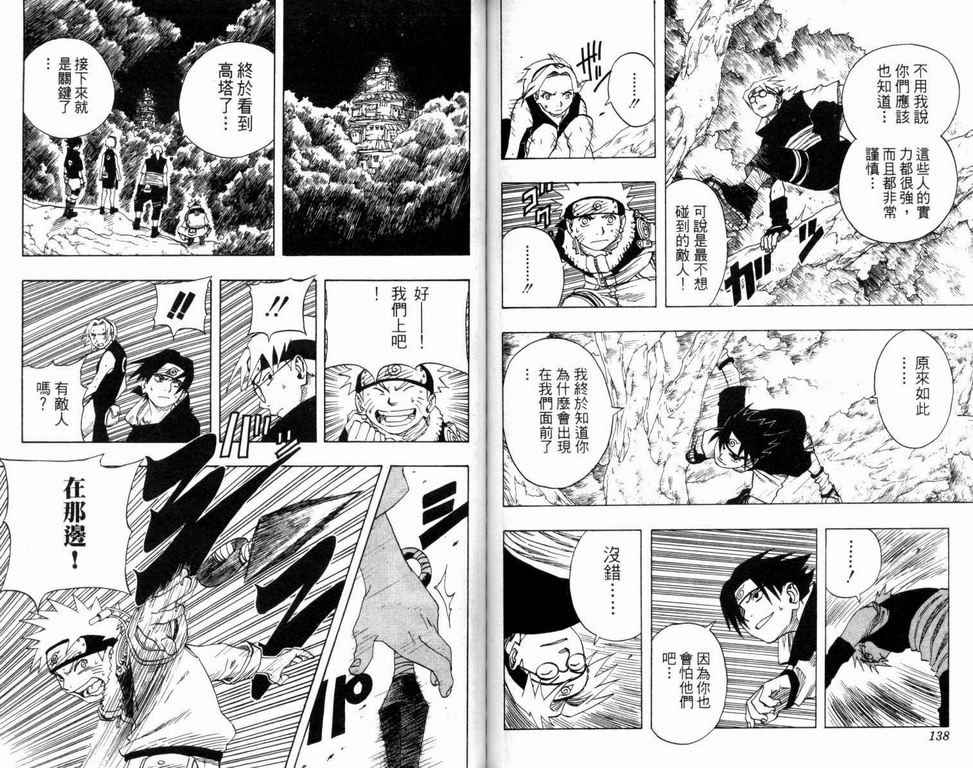 不用我說
你們應該
也知道…
這些人的實
力都很強，
而且都非常
謹慎…
可說是最不想
碰到的敵人！
……!!
……!!
原來如此
……
我終於知道你
為什麼會出現
在我們面前了
……!!
因為你也
會怕他們
吧…
沒錯…
138
終於看到
高塔了…
接下來就
是關鍵了
…
好——！
我們上吧
！
!!
!!
有敵人
嗎？
在那邊！